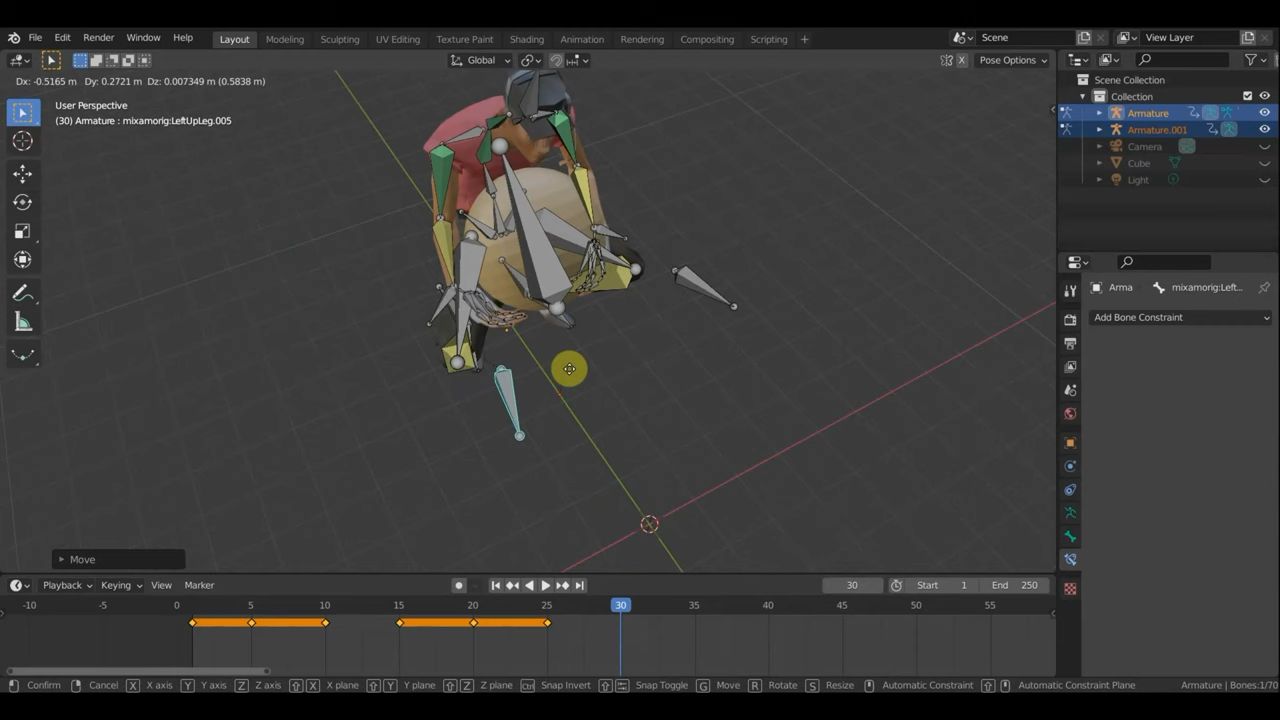 File Edit Render Window Help Layout Modeling Sculpting UV Editing Texture Paint Shading Animation Rendering Compositing Scripting + Scene View Layer
Global X Pose Options
Dx: -0.5165 m Dy: 0.2721 m Dz: 0.007349 m (0.5838 m)
User Perspective
(30) Armature : mixamorig:LeftUpLeg.005
Scene Collection
Collection
Armature
Armature.001
Camera
Cube
Light
Arma mixamorig:Left...
Add Bone Constraint
Move
Playback Keying View Marker 30 Start 1 End 250
-10 -5 0 5 10 15 20 25 30 35 40 45 50 55
Confirm Cancel X X axis Y Y axis Z Z axis X X plane Y Y plane Z Z plane Ctrl Snap Invert Snap Toggle G Move R Rotate S Resize Automatic Constraint Automatic Constraint Plane Armature | Bones:1/70